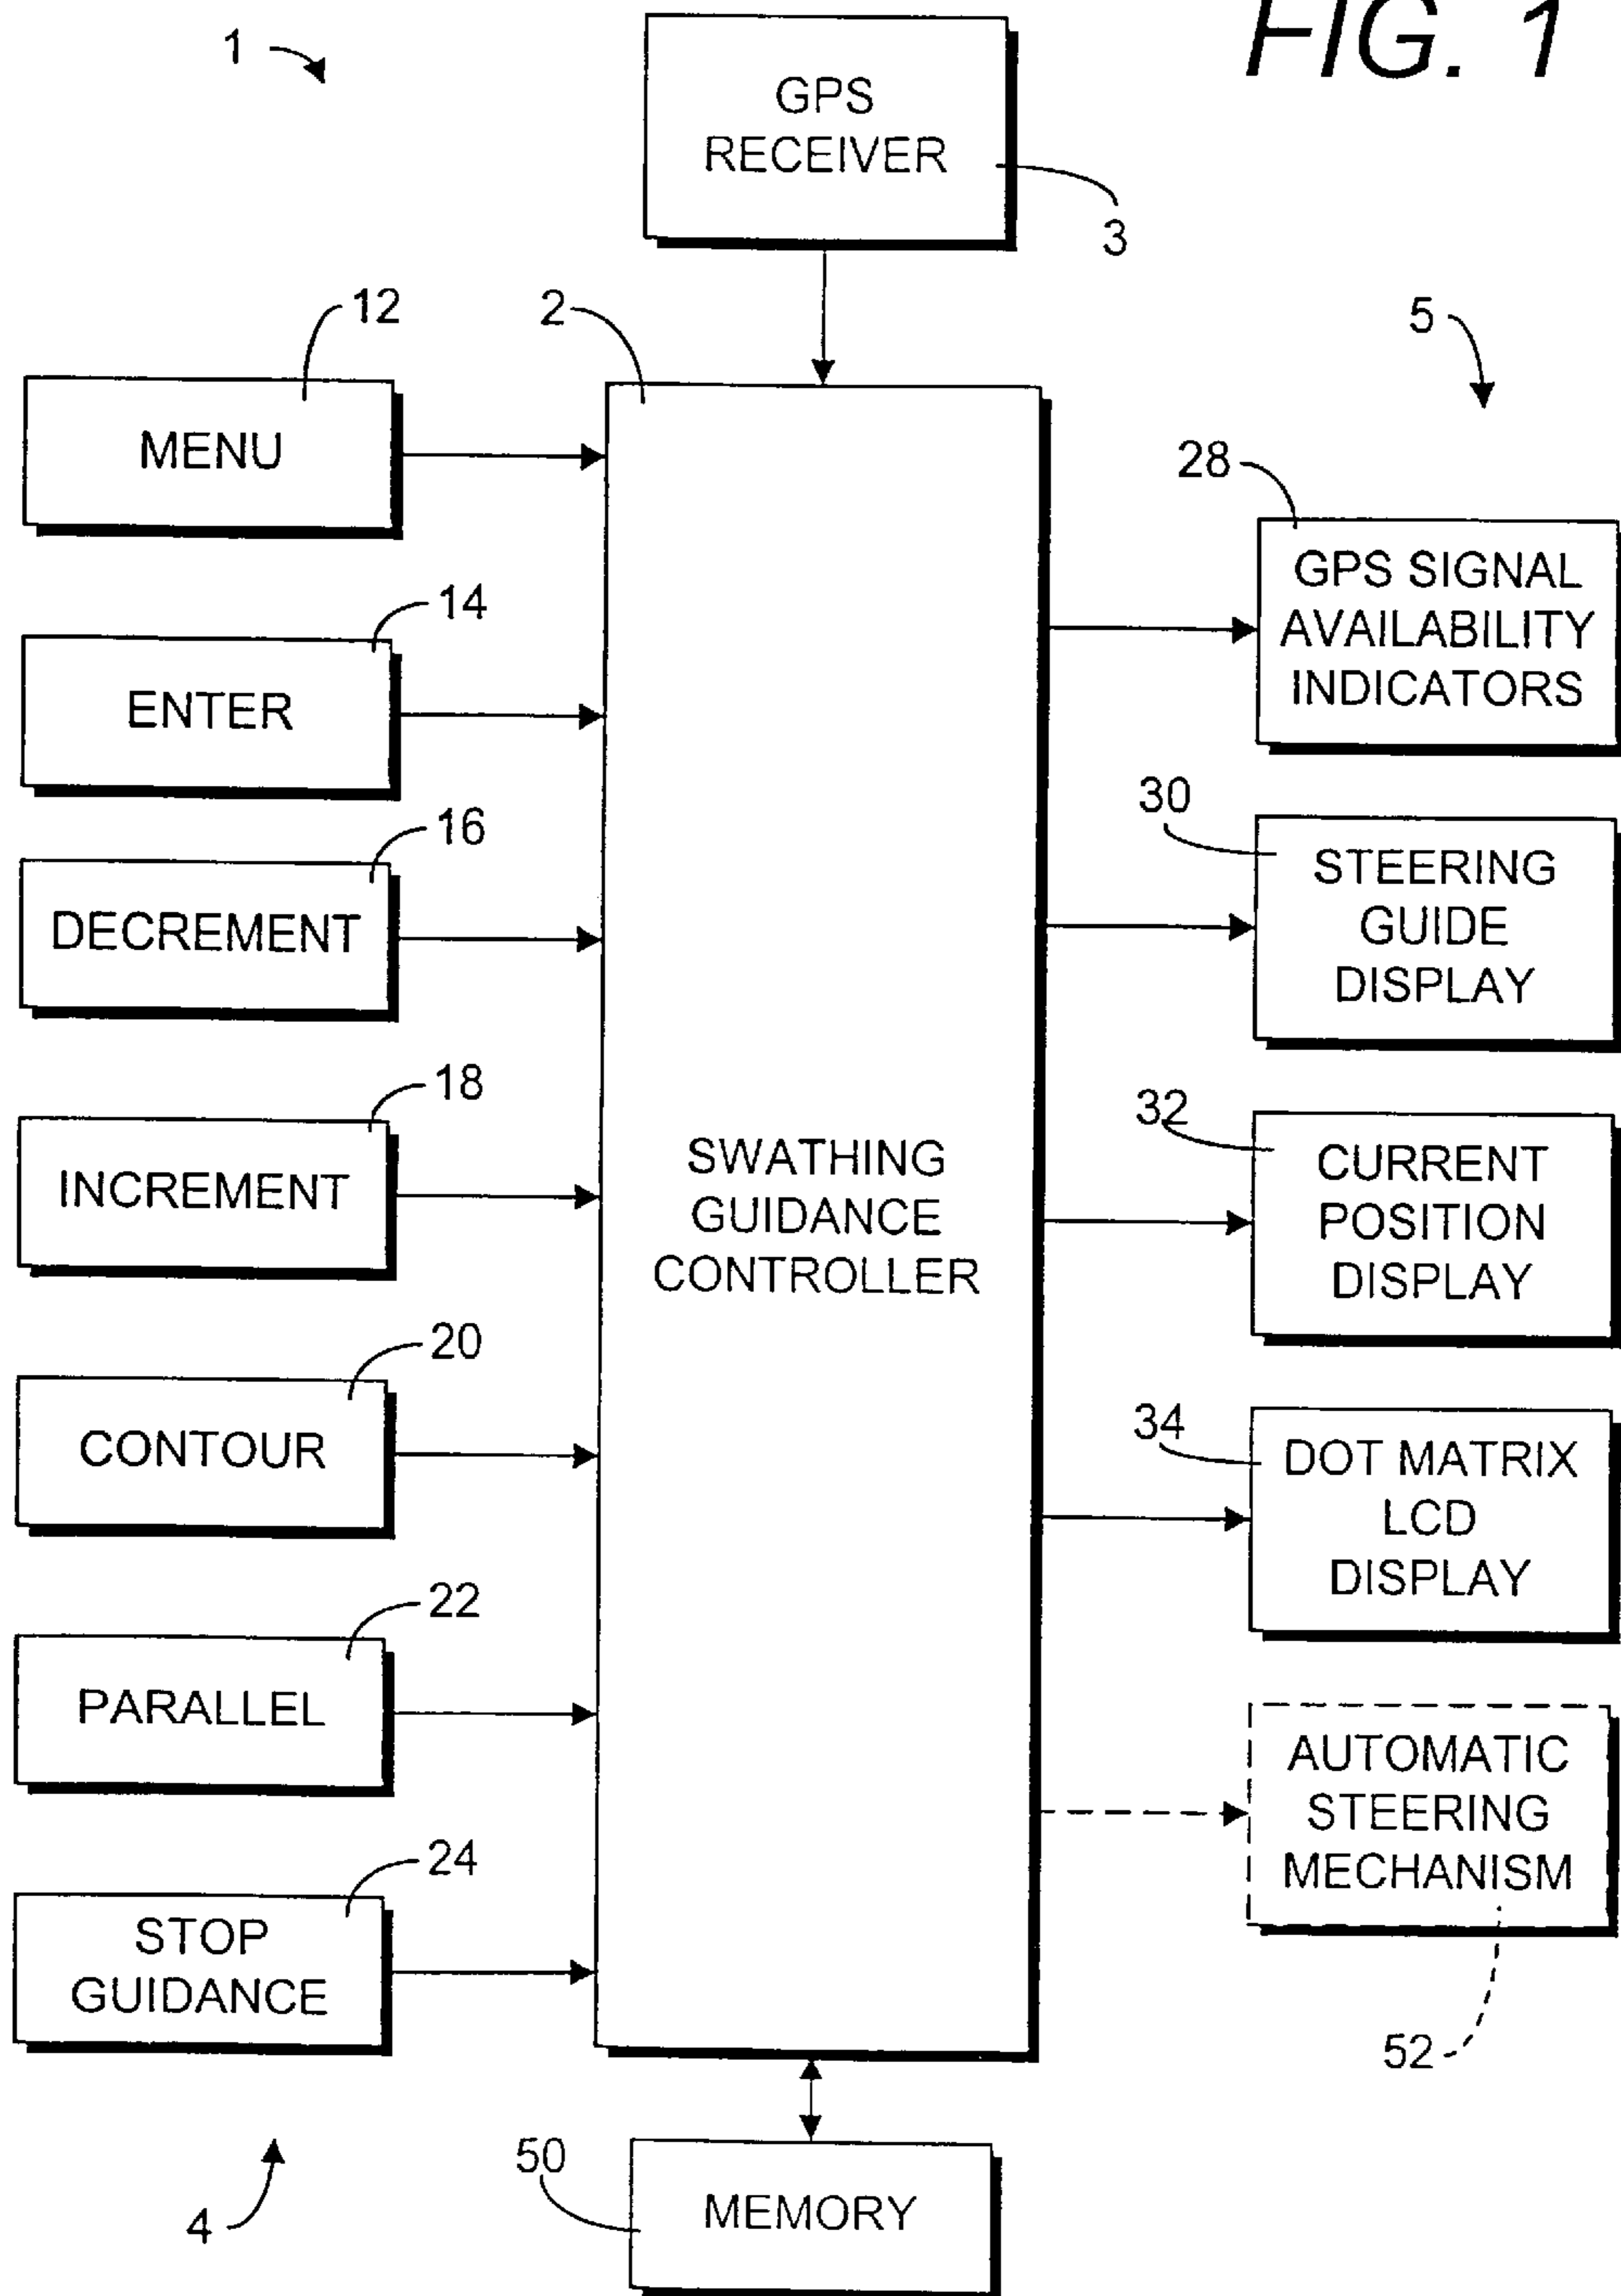 FIG. 1
1
GPS
RECEIVER
3
12
MENU
14
ENTER
16
DECREMENT
18
INCREMENT
20
CONTOUR
22
PARALLEL
24
STOP
GUIDANCE
4
2
SWATHING
GUIDANCE
CONTROLLER
50
MEMORY
5
28
GPS SIGNAL
AVAILABILITY
INDICATORS
30
STEERING
GUIDE
DISPLAY
32
CURRENT
POSITION
DISPLAY
34
DOT MATRIX
LCD
DISPLAY
AUTOMATIC
STEERING
MECHANISM
52